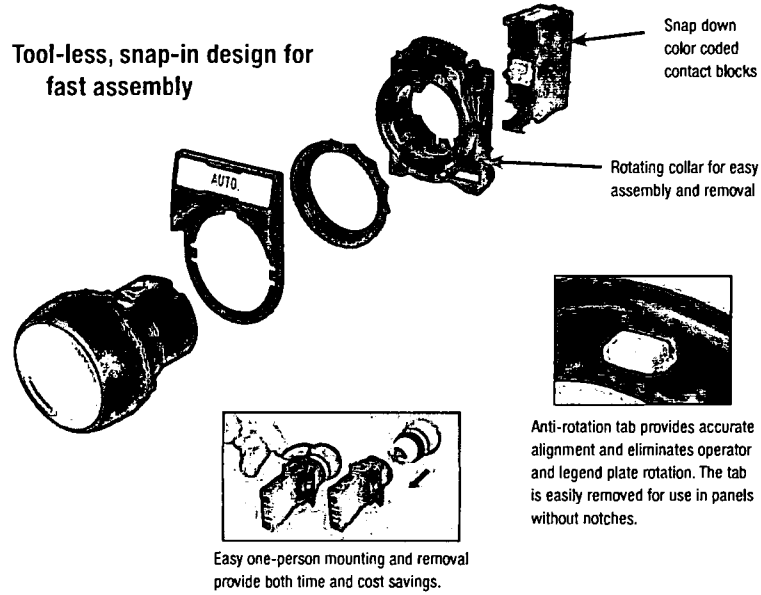 Tool-less, snap-in design for
fast assembly
Snap down
color coded
contact blocks
Rotating collar for easy
assembly and removal
AUTO.
Anti-rotation tab provides accurate
alignment and eliminates operator
and legend plate rotation. The tab
is easily removed for use in panels
without notches.
Easy one-person mounting and removal
provide both time and cost savings.